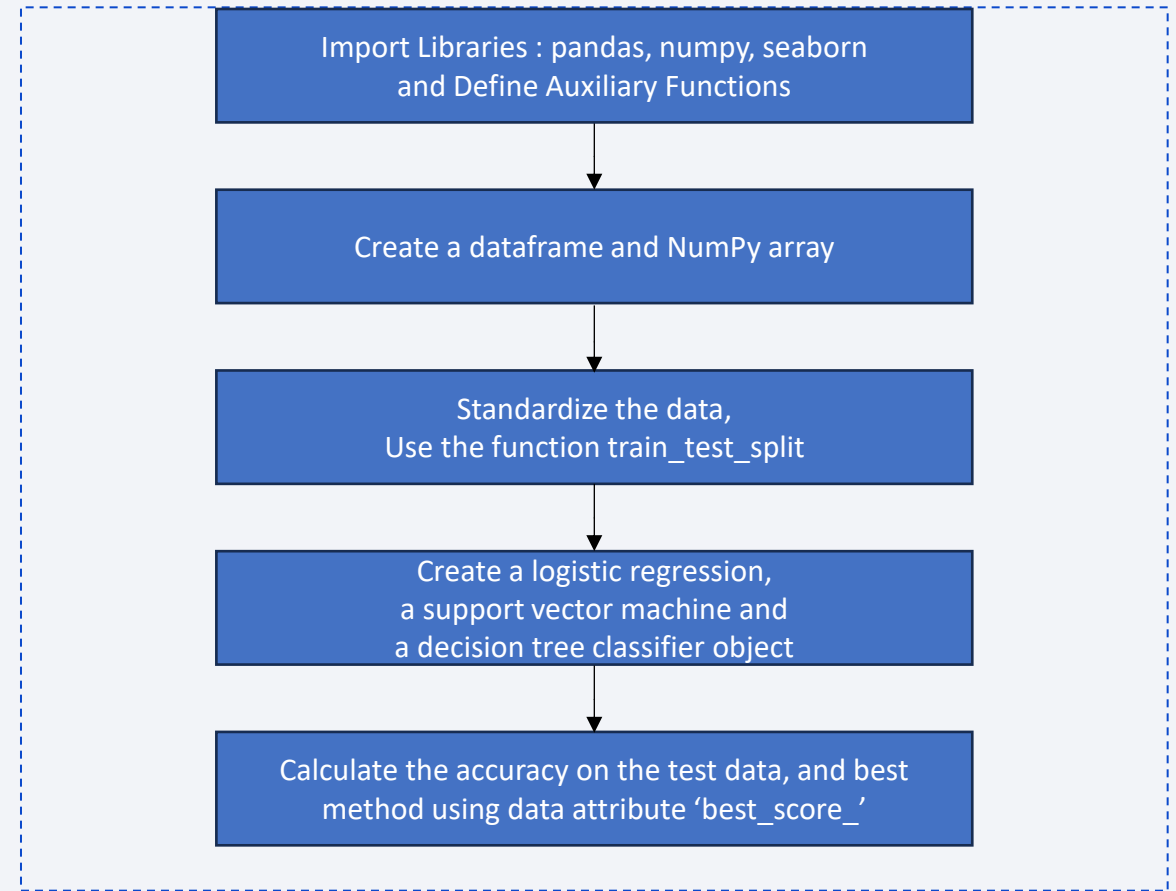 Import Libraries : pandas, numpy, seaborn
and Define Auxiliary Functions
Create a dataframe and NumPy array
Standardize the data,
Use the function train_test_split
Create a logistic regression,
a support vector machine and
a decision tree classifier object
Calculate the accuracy on the test data, and best
method using data attribute ‘best_score_’